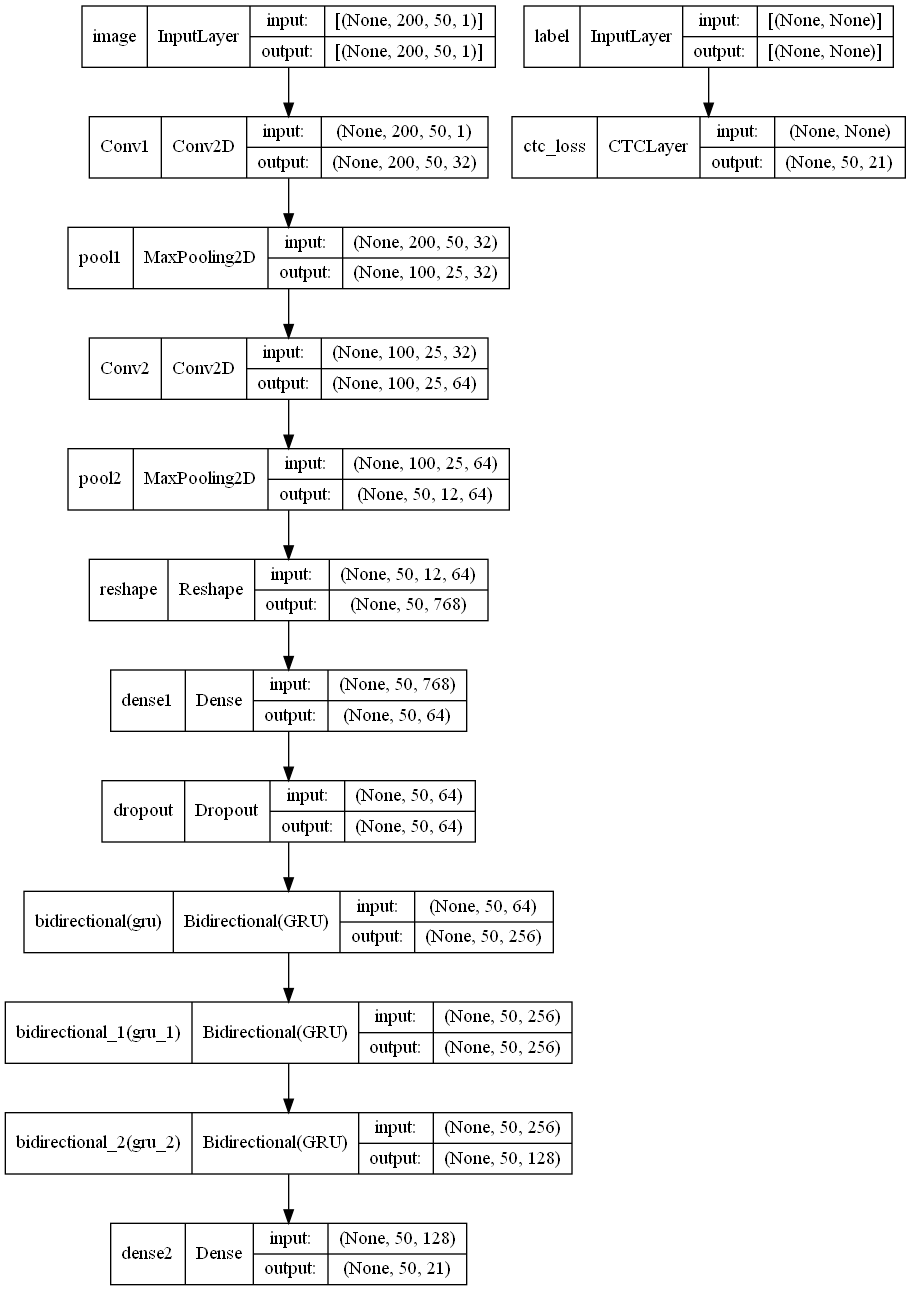 image InputLayer input: [(None, 200, 50, 1)]
output: [(None, 200, 50, 1)]
label InputLayer input: [(None, None)]
output: [(None, None)]
Conv1 Conv2D input: (None, 200, 50, 1)
output: (None, 200, 50, 32)
ctc_loss CTCLayer input: (None, None)
output: (None, 50, 21)
pool1 MaxPooling2D input: (None, 200, 50, 32)
output: (None, 100, 25, 32)
Conv2 Conv2D input: (None, 100, 25, 32)
output: (None, 100, 25, 64)
pool2 MaxPooling2D input: (None, 100, 25, 64)
output: (None, 50, 12, 64)
reshape Reshape input: (None, 50, 12, 64)
output: (None, 50, 768)
dense1 Dense input: (None, 50, 768)
output: (None, 50, 64)
dropout Dropout input: (None, 50, 64)
output: (None, 50, 64)
bidirectional(gru) Bidirectional(GRU) input: (None, 50, 64)
output: (None, 50, 256)
bidirectional_1(gru_1) Bidirectional(GRU) input: (None, 50, 256)
output: (None, 50, 256)
bidirectional_2(gru_2) Bidirectional(GRU) input: (None, 50, 256)
output: (None, 50, 128)
dense2 Dense input: (None, 50, 128)
output: (None, 50, 21)